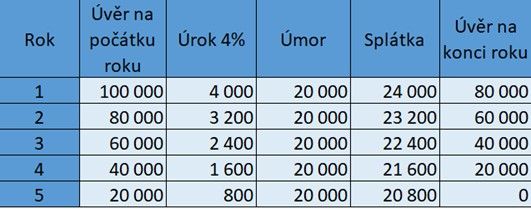 Rok Úvěr na počátku roku Úrok 4% Úmor Splátka Úvěr na konci roku
1 100 000 4 000 20 000 24 000 80 000
2 80 000 3 200 20 000 23 200 60 000
3 60 000 2 400 20 000 22 400 40 000
4 40 000 1 600 20 000 21 600 20 000
5 20 000 800 20 000 20 800 0